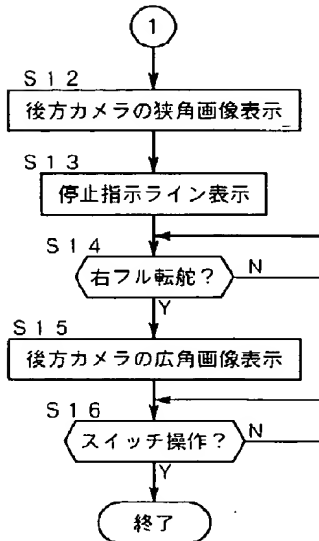 1
S12
後方カメラの狭角画像表示
S13
停止指示ライン表示
S14
右フル転舵?
N
Y
S15
後方カメラの広角画像表示
S16
スイッチ操作?
N
Y
終了